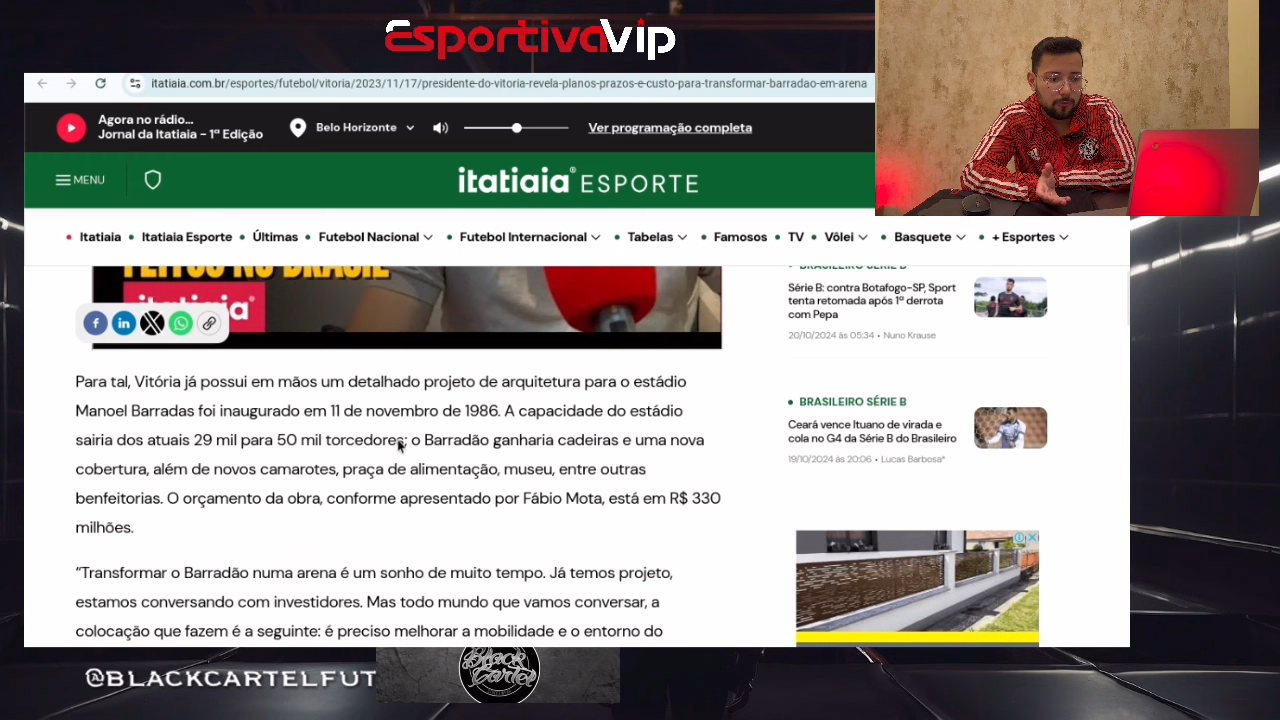 EsportivaVip
itatiaia.com.br/esportes/futebol/vitoria/2023/11/17/presidente-do-vitoria-revela-planos-prazos-e-custo-para-transformar-barradao-em-arena
Agora no rádio...
Jornal da Itatiaia - 1ª Edição
Belo Horizonte
Ver programação completa
MENU
itatiaia ESPORTE
Itatiaia
Itatiaia Esporte
Últimas
Futebol Nacional
Futebol Internacional
Tabelas
Famosos
TV
Vôlei
Basquete
+ Esportes
FEITOS NO BRASIL
itatiaia
Para tal, Vitória já possui em mãos um detalhado projeto de arquitetura para o estádio
Manoel Barradas foi inaugurado em 11 de novembro de 1986. A capacidade do estádio
sairia dos atuais 29 mil para 50 mil torcedores; o Barradão ganharia cadeiras e uma nova
cobertura, além de novos camarotes, praça de alimentação, museu, entre outras
benfeitorias. O orçamento da obra, conforme apresentado por Fábio Mota, está em R$ 330
milhões.
“Transformar o Barradão numa arena é um sonho de muito tempo. Já temos projeto,
estamos conversando com investidores. Mas todo mundo que vamos conversar, a
colocação que fazem é a seguinte: é preciso melhorar a mobilidade e o entorno do
BRASILEIRO SÉRIE B
Série B: contra Botafogo-SP, Sport
tenta retomada após 1ª derrota
com Pepa
20/10/2024 às 05:34 • Nuno Krause
BRASILEIRO SÉRIE B
Ceará vence Ituano de virada e
cola no G4 da Série B do Brasileiro
19/10/2024 às 20:06 • Lucas Barbosa*
@BLACKCARTELFUT
Black
Cartel